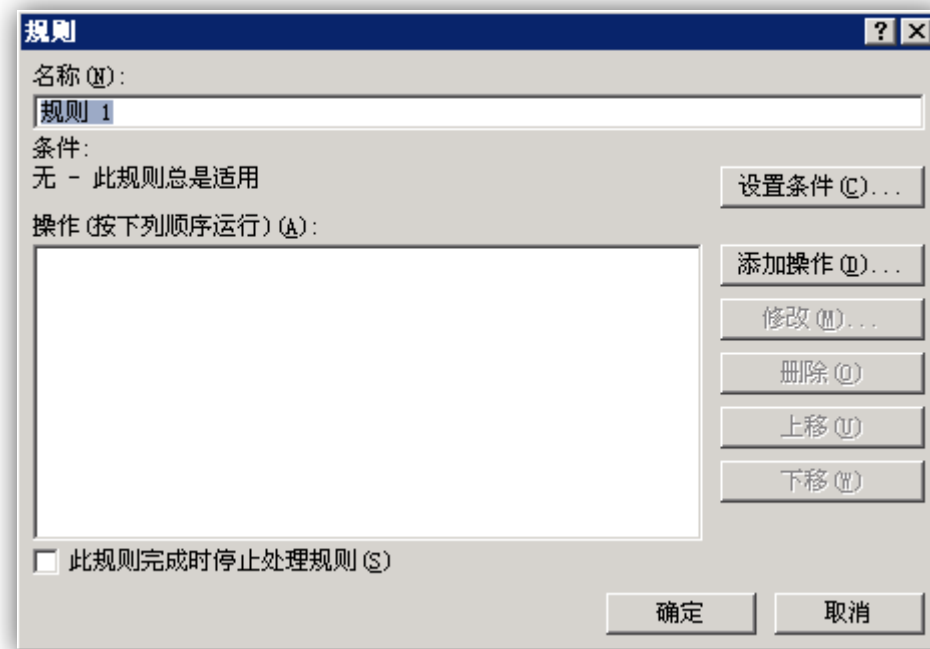 规则
名称(N):
规则 1
条件:
无 - 此规则总是适用
设置条件(C)...
操作(按下列顺序运行)(A):
添加操作(D)...
修改(M)...
删除(O)
上移(U)
下移(W)
此规则完成时停止处理规则(S)
确定
取消